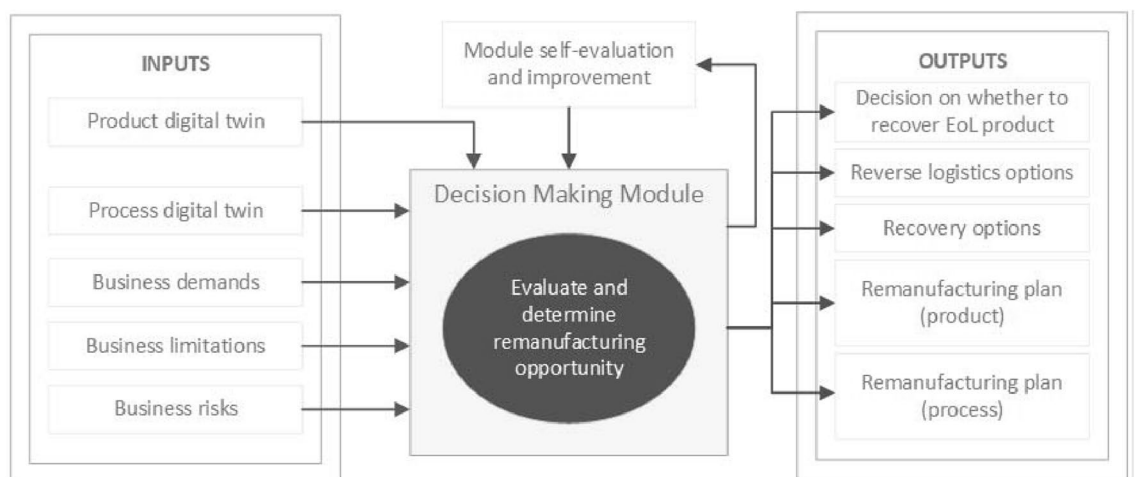 INPUTS
Product digital twin
Process digital twin
Business demands
Business limitations
Business risks
Module self-evaluation
and improvement
Decision Making Module
Evaluate and
determine
remanufacturing
opportunity
OUTPUTS
Decision on whether to
recover EoL product
Reverse logistics options
Recovery options
Remanufacturing plan
(product)
Remanufacturing plan
(process)